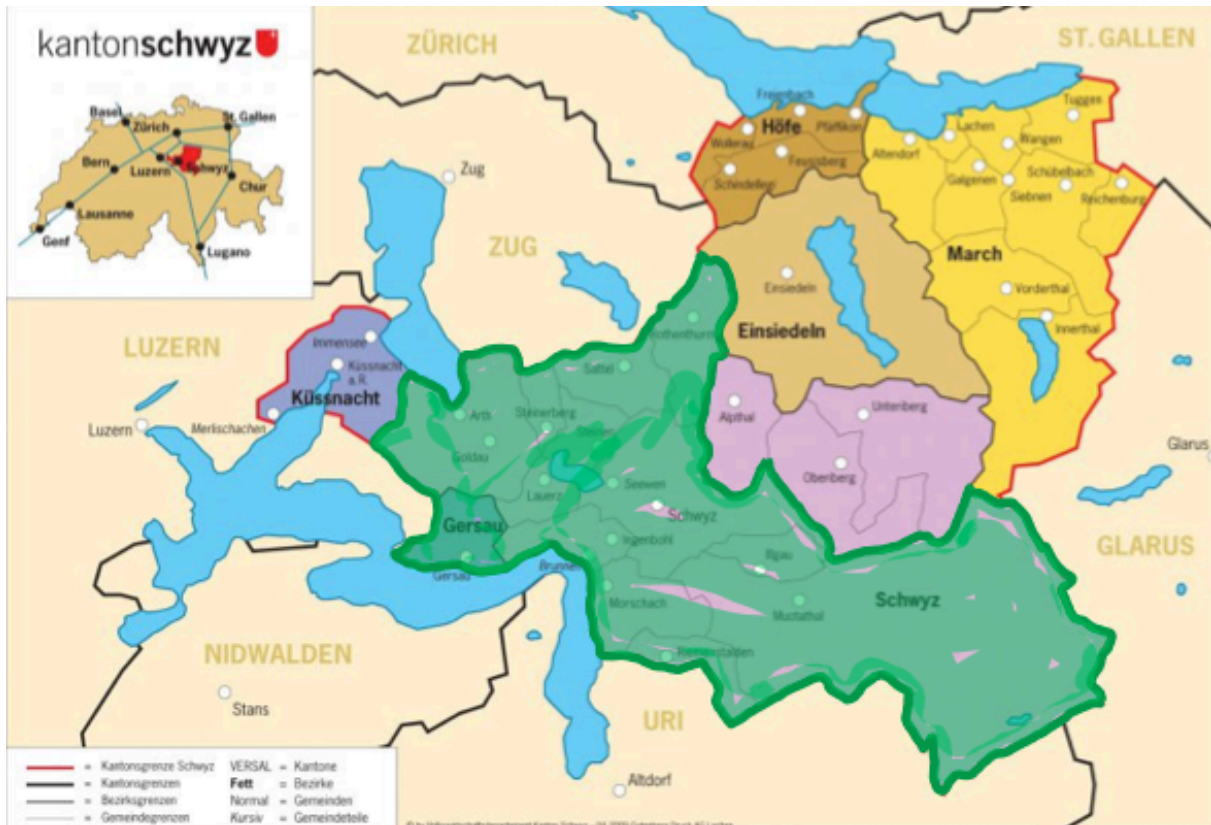 kantonschwyz
Basel
Zürich
St. Gallen
Bern
Luzern
Schwyz
Chur
Lausanne
Genf
Lugano
ZÜRICH
ST. GALLEN
Freienbach
Tuggen
Höfe
Pfäffikon
Lachen
Wollerau
Wangen
Altendorf
Feusisberg
Galgenen
Schübelbach
Schindellegi
Siebnen
Reichenburg
Zug
ZUG
March
Einsiedeln
Vorderthal
Innerthal
Einsiedeln
Rothenthurm
LUZERN
Immensee
Küssnacht
a.R.
Küssnacht
Sattel
Merlischachen
Luzern
Arth
Steinerberg
Alpthal
Unteriberg
Goldau
Glarus
Oberiberg
Lauerz
Seewen
Schwyz
Gersau
Ingenbohl
GLARUS
Gersau
Brunnen
Illgau
Morschach
Muotathal
Schwyz
NIDWALDEN
Riemenstalden
Stans
URI
Altdorf
= Kantonsgrenze Schwyz VERSAL = Kantone
= Kantonsgrenzen Fett = Bezirke
= Bezirksgrenzen Normal = Gemeinden
= Gemeindegrenzen Kursiv = Gemeindeteile